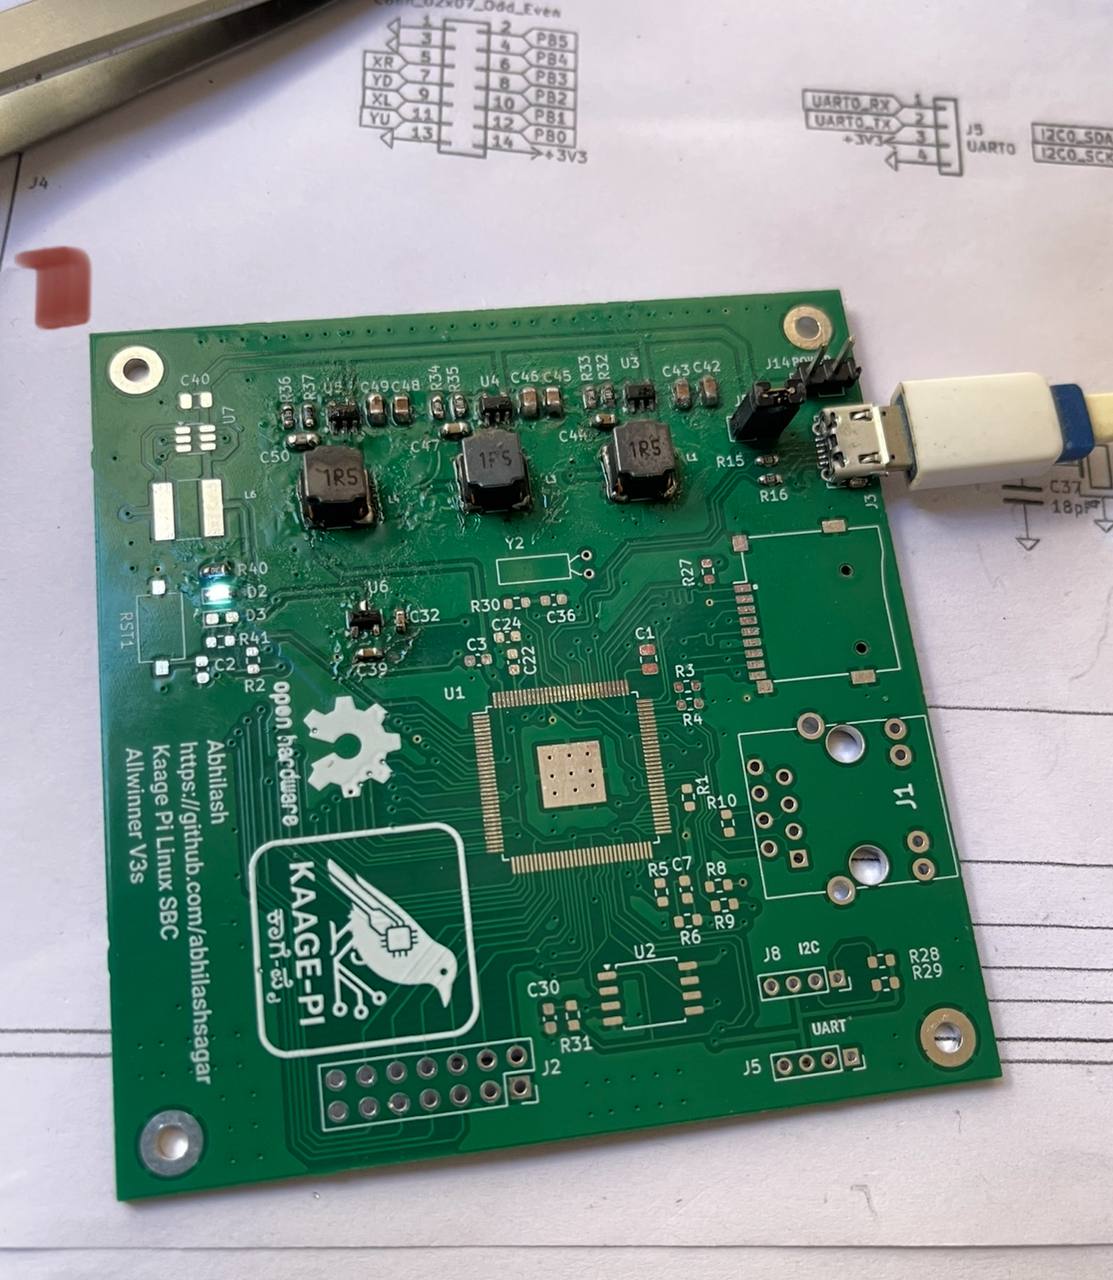 Conn_02x07_Odd_Even
1 2 PB5
3 4 PB4
XR 5 6 PB3
YD 7 8 PB2
XL 9 10 PB1
YU 11 12 PB0
13 14 +3V3
UART0_RX 1
UART0_TX 2
+3V3 3
4
J5
UART0
I2C0_SDA
I2C0_SC
J4
C37
18pF
C40
U7
R36
R37
U5
C49
C48
R34
R35
U4
C46
C45
R33
R32
U3
C43
C42
J14
POWER
C50
1R5
C47
1R5
L3
C44
1R5
L1
R15
R16
J3
L6
R40
D2
D3
R41
RST1
C2
R2
U6
C32
C39
Y2
R30
C36
C24
C3
C22
R27
C1
U1
R3
R4
open hardware
Abhilash
https://github.com/abhilashsagar
Kaage Pi Linux SBC
Allwinner V3s
KAAGE-PI
ಕಾಗೆ-ಪೈ
R1
R10
J1
R5
C7
R8
R9
R6
U2
C30
R31
J8 I2C
R28
R29
UART
J5
J2